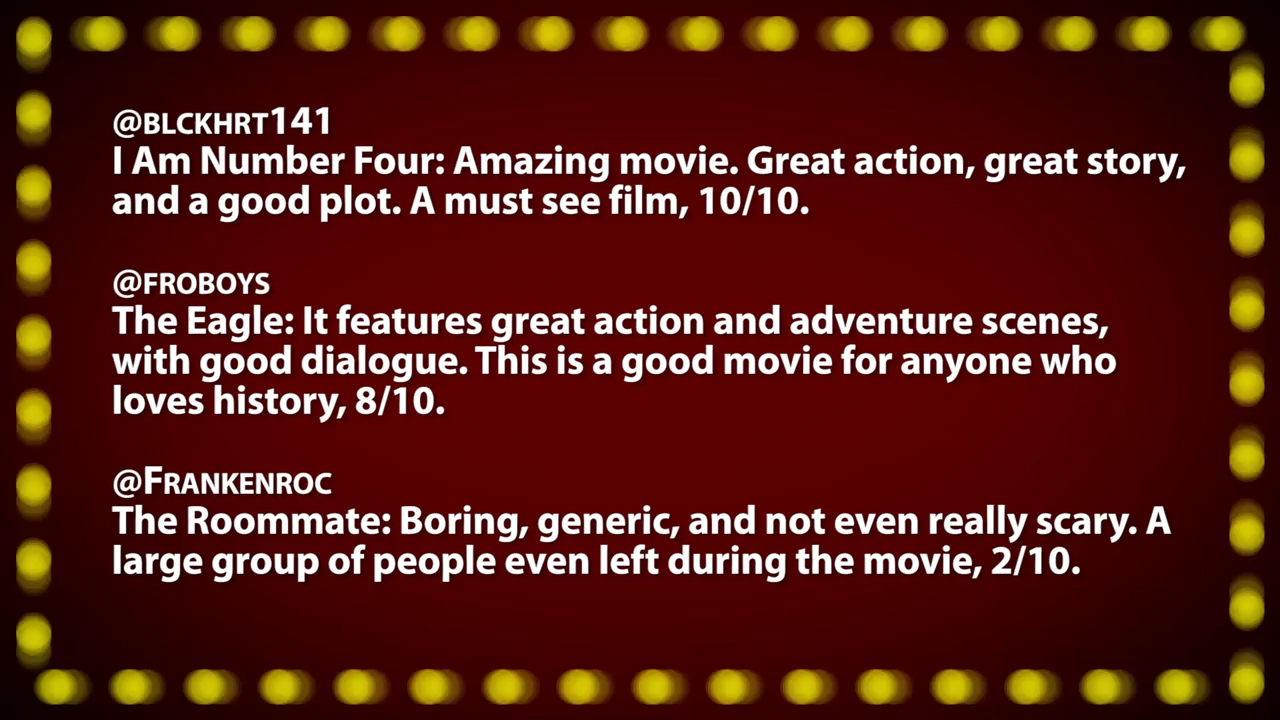 @BLCKHRT141
I Am Number Four: Amazing movie. Great action, great story,
and a good plot. A must see film, 10/10.
@FROBOYS
The Eagle: It features great action and adventure scenes,
with good dialogue. This is a good movie for anyone who
loves history, 8/10.
@FRANKENROC
The Roommate: Boring, generic, and not even really scary. A
large group of people even left during the movie, 2/10.